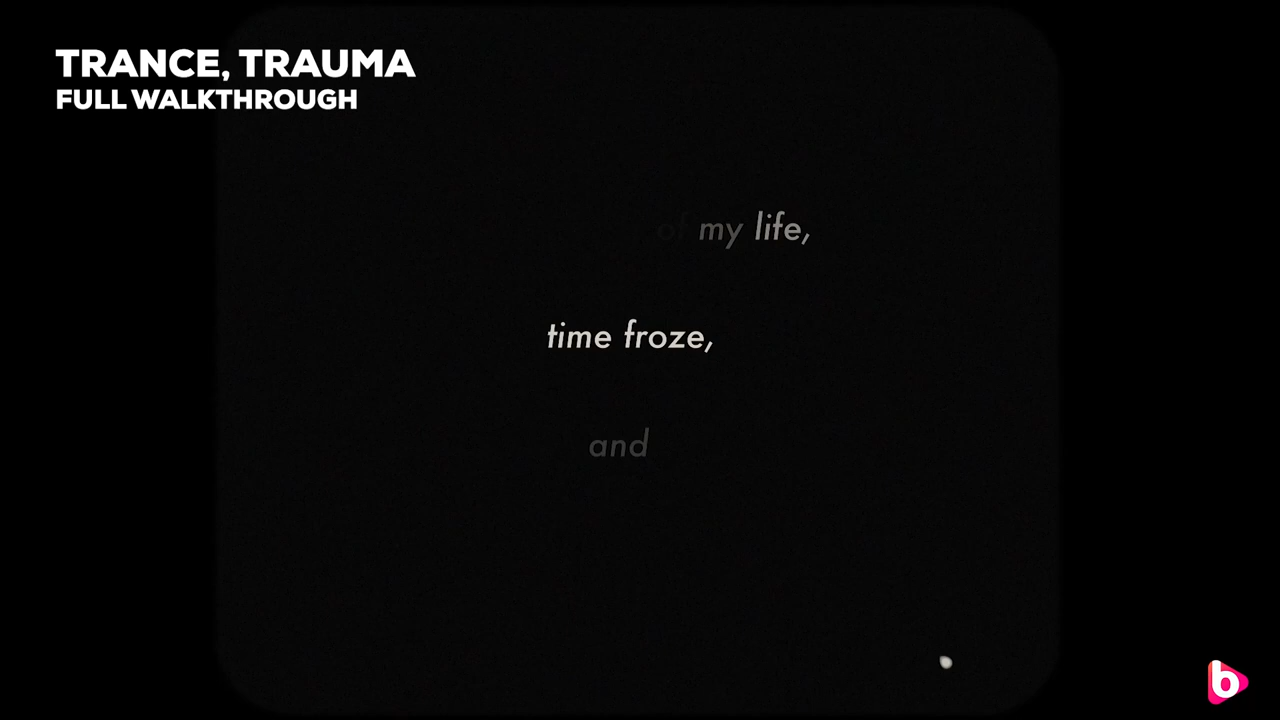 TRANCE, TRAUMA
FULL WALKTHROUGH
of my life,
time froze,
and
b